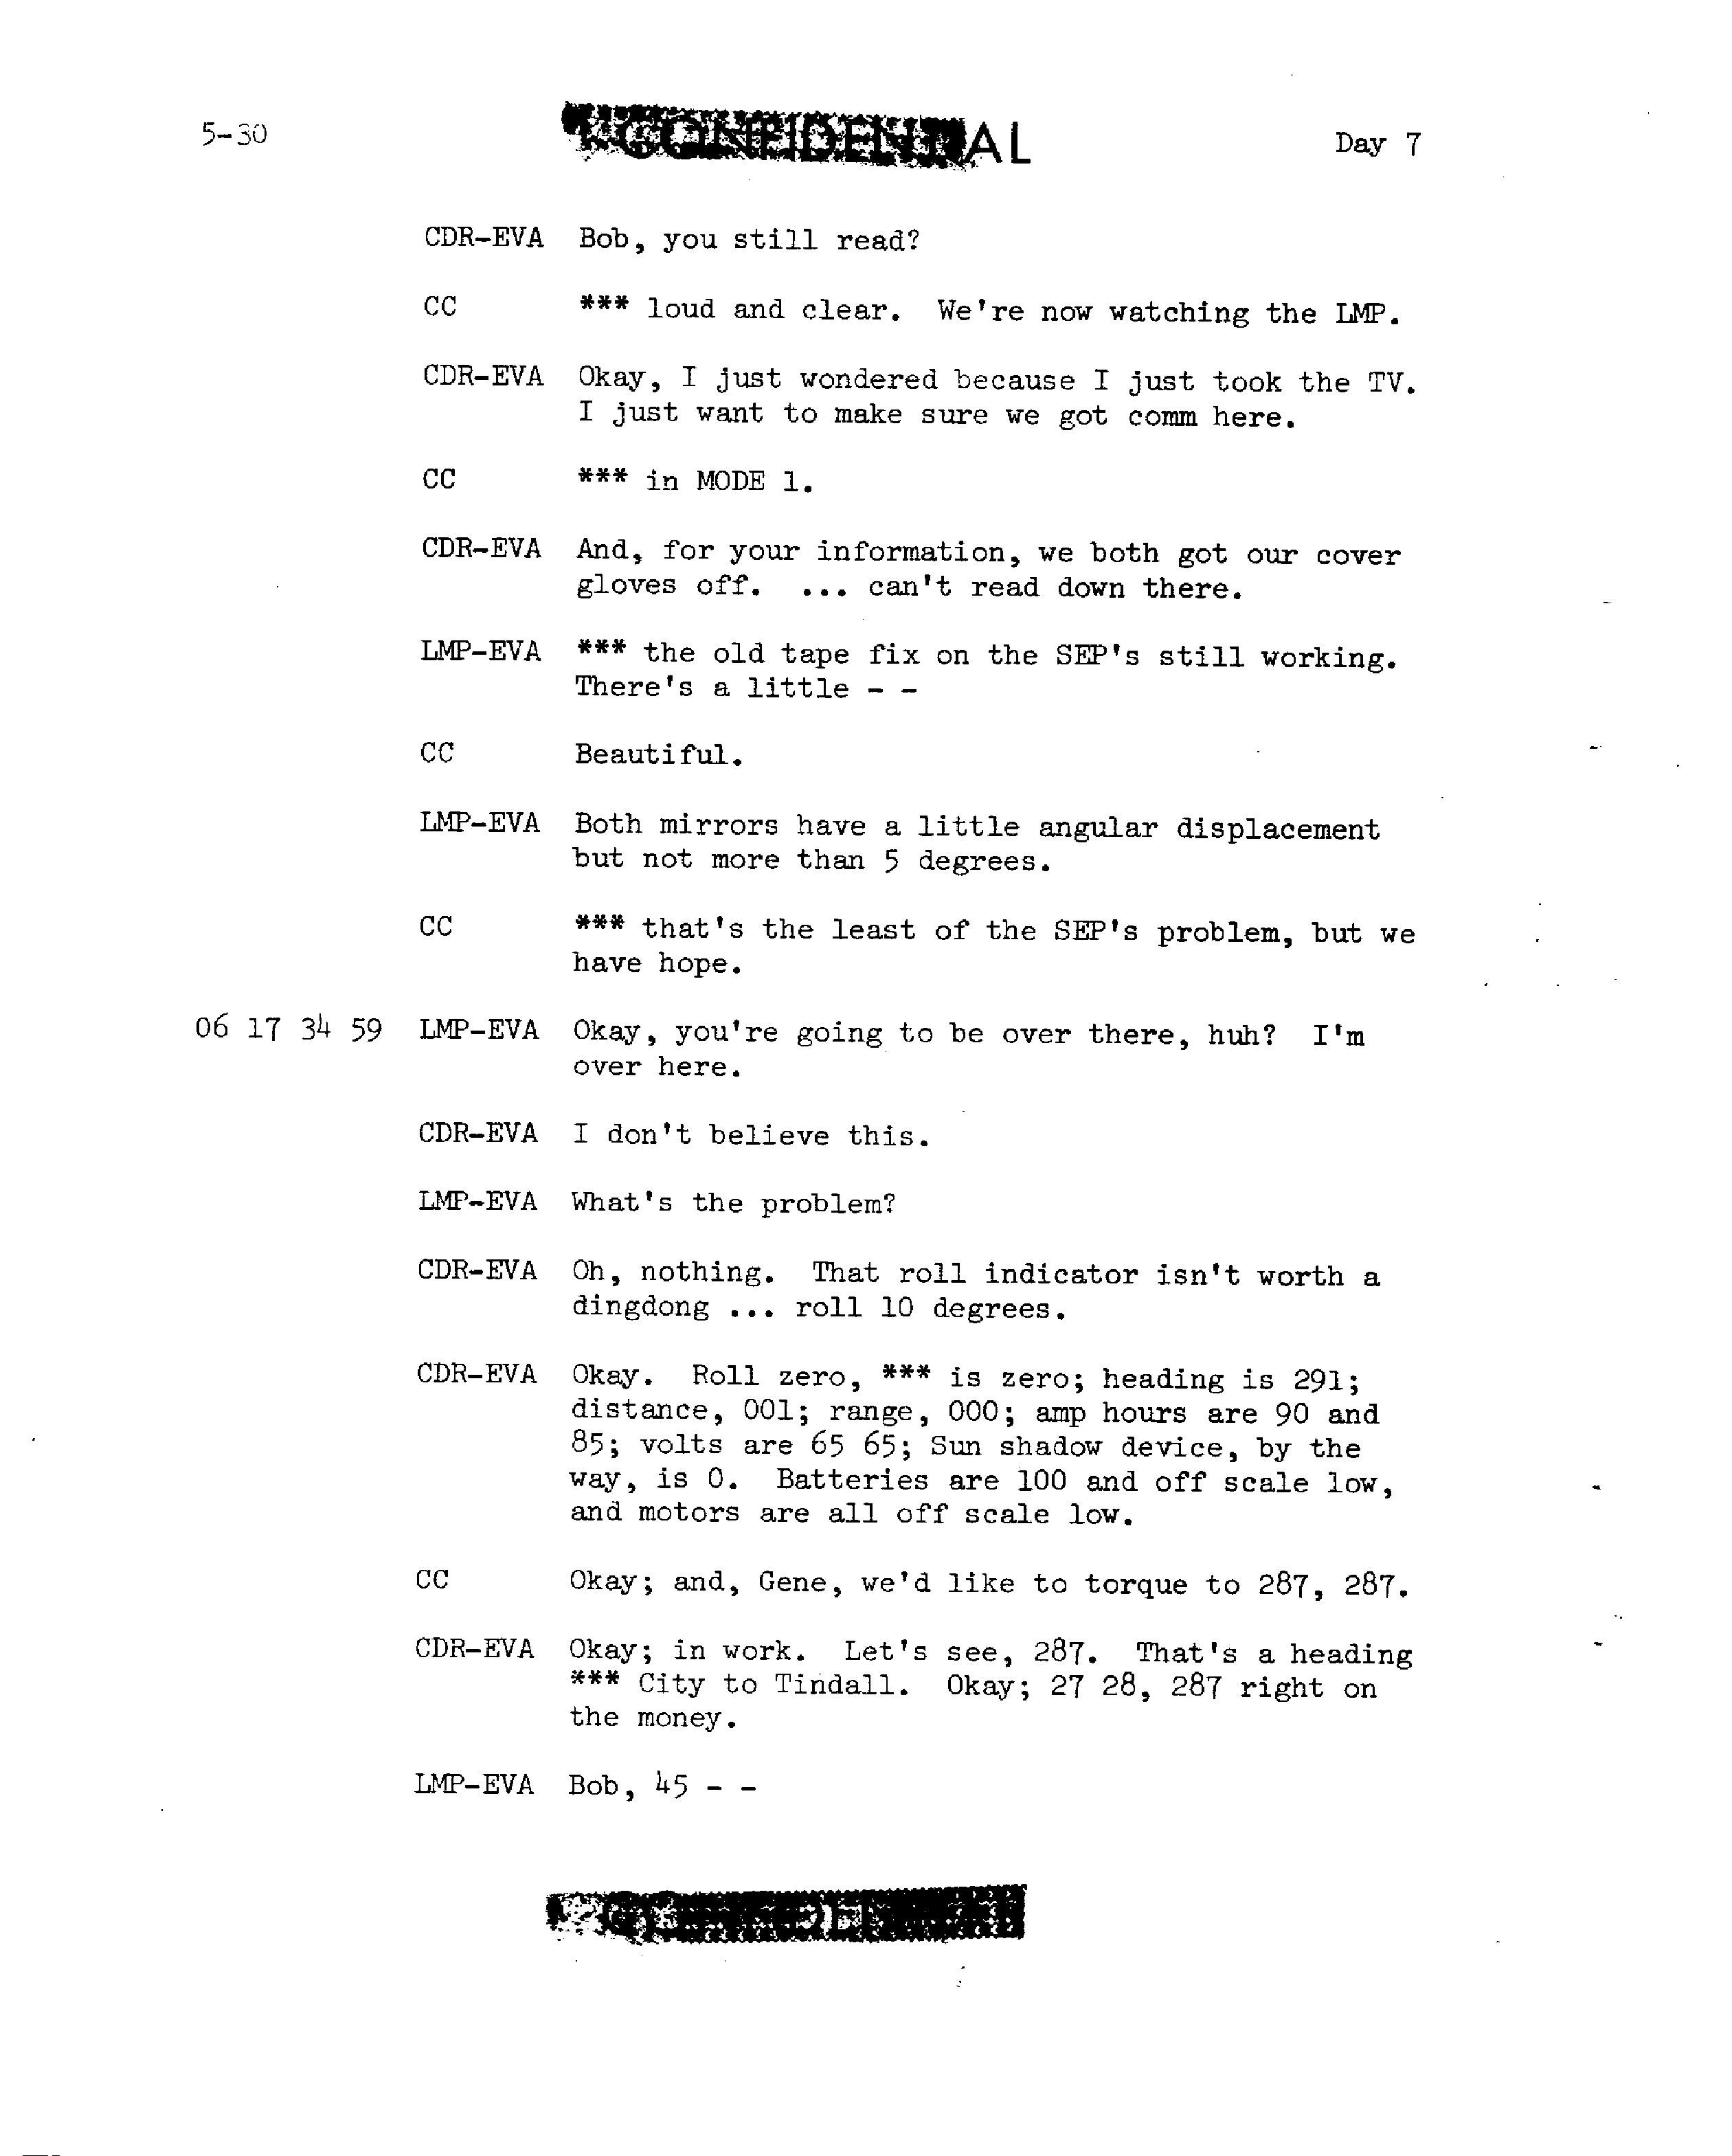 5-30 CONFIDENTIAL Day 7
CDR-EVA Bob, you still read?
CC *** loud and clear. We're now watching the LMP.
CDR-EVA Okay, I just wondered because I just took the TV.
I just want to make sure we got comm here.
CC *** in MODE 1.
CDR-EVA And, for your information, we both got our cover
gloves off. ... can't read down there.
LMP-EVA *** the old tape fix on the SEP's still working.
There's a little - -
CC Beautiful.
LMP-EVA Both mirrors have a little angular displacement
but not more than 5 degrees.
CC *** that's the least of the SEP's problem, but we
have hope.
06 17 34 59 LMP-EVA Okay, you're going to be over there, huh? I'm
over here.
CDR-EVA I don't believe this.
LMP-EVA What's the problem?
CDR-EVA Oh, nothing. That roll indicator isn't worth a
dingdong ... roll 10 degrees.
CDR-EVA Okay. Roll zero, *** is zero; heading is 291;
distance, 001; range, 000; amp hours are 90 and
85; volts are 65 65; Sun shadow device, by the
way, is 0. Batteries are 100 and off scale low,
and motors are all off scale low.
CC Okay; and, Gene, we'd like to torque to 287, 287.
CDR-EVA Okay; in work. Let's see, 287. That's a heading
*** City to Tindall. Okay; 27 28, 287 right on
the money.
LMP-EVA Bob, 45 - -